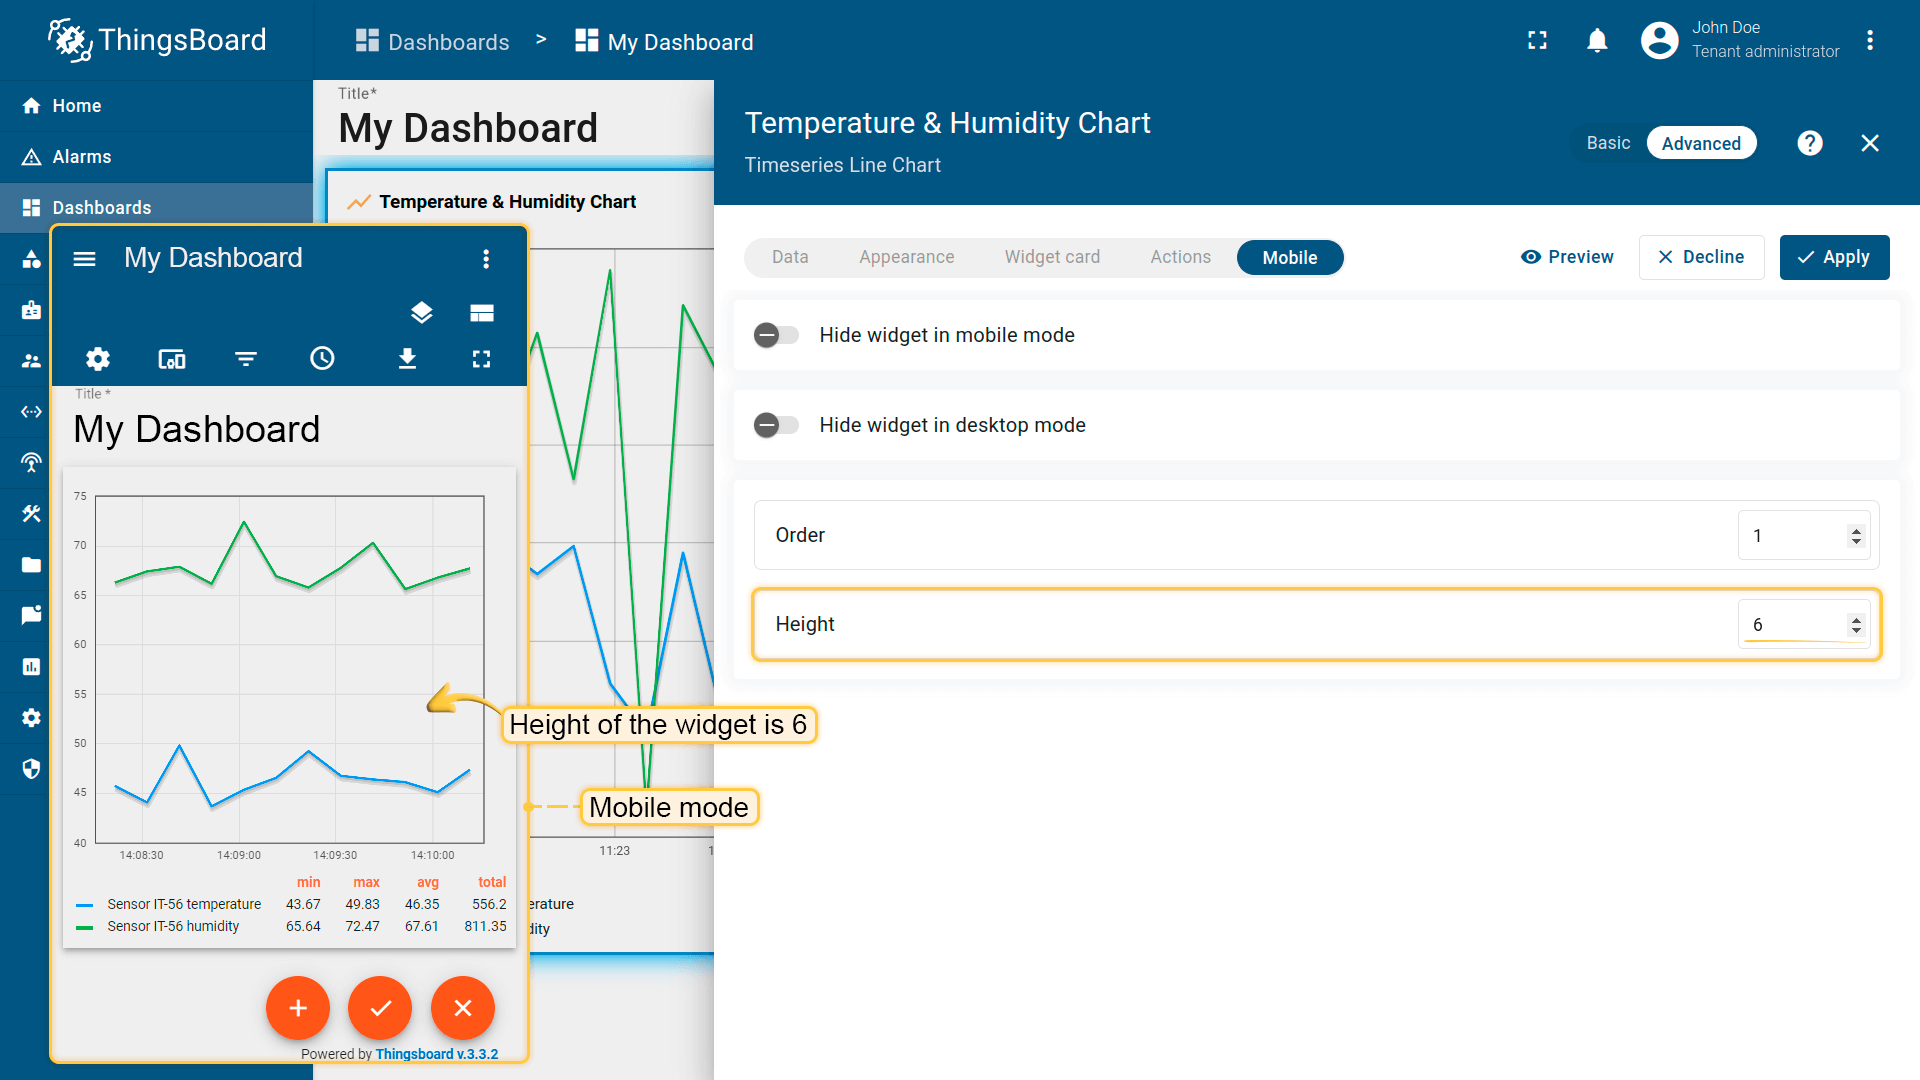 ThingsBoard
Dashboards > My Dashboard
John Doe
Tenant administrator
Home
Alarms
Dashboards
Title*
My Dashboard
Temperature & Humidity Chart
11:23
1
erature
dity
My Dashboard
Title *
My Dashboard
75
70
65
60
55
50
45
40
14:08:30 14:09:00 14:09:30 14:10:00
min max avg total
Sensor IT-56 temperature 43.67 49.83 46.35 556.2
Sensor IT-56 humidity 65.64 72.47 67.61 811.35
Powered by Thingsboard v.3.3.2
Height of the widget is 6
Mobile mode
Temperature & Humidity Chart
Timeseries Line Chart
Basic Advanced
Data Appearance Widget card Actions Mobile
Preview Decline Apply
Hide widget in mobile mode
Hide widget in desktop mode
Order 1
Height 6